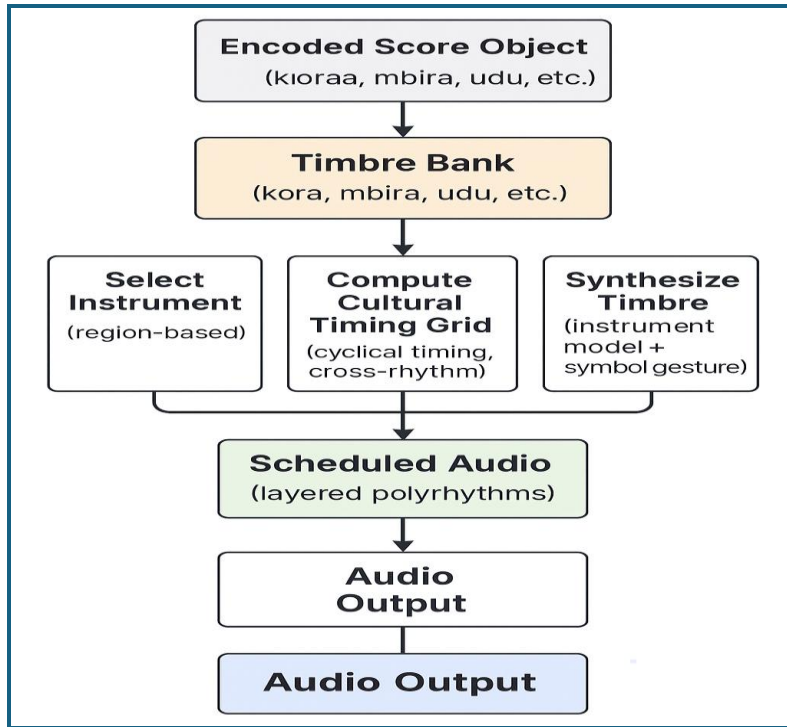 Encoded Score Object
(kıoraa, mbira, udu, etc.)
Timbre Bank
(kora, mbira, udu, etc.)
Select
Instrument
(region-based)
Compute
Cultural
Timing Grid
(cyclical timing,
cross-rhythm)
Synthesize
Timbre
(instrument
model +
symbol gesture)
Scheduled Audio
(layered polyrhythms)
Audio
Output
Audio Output